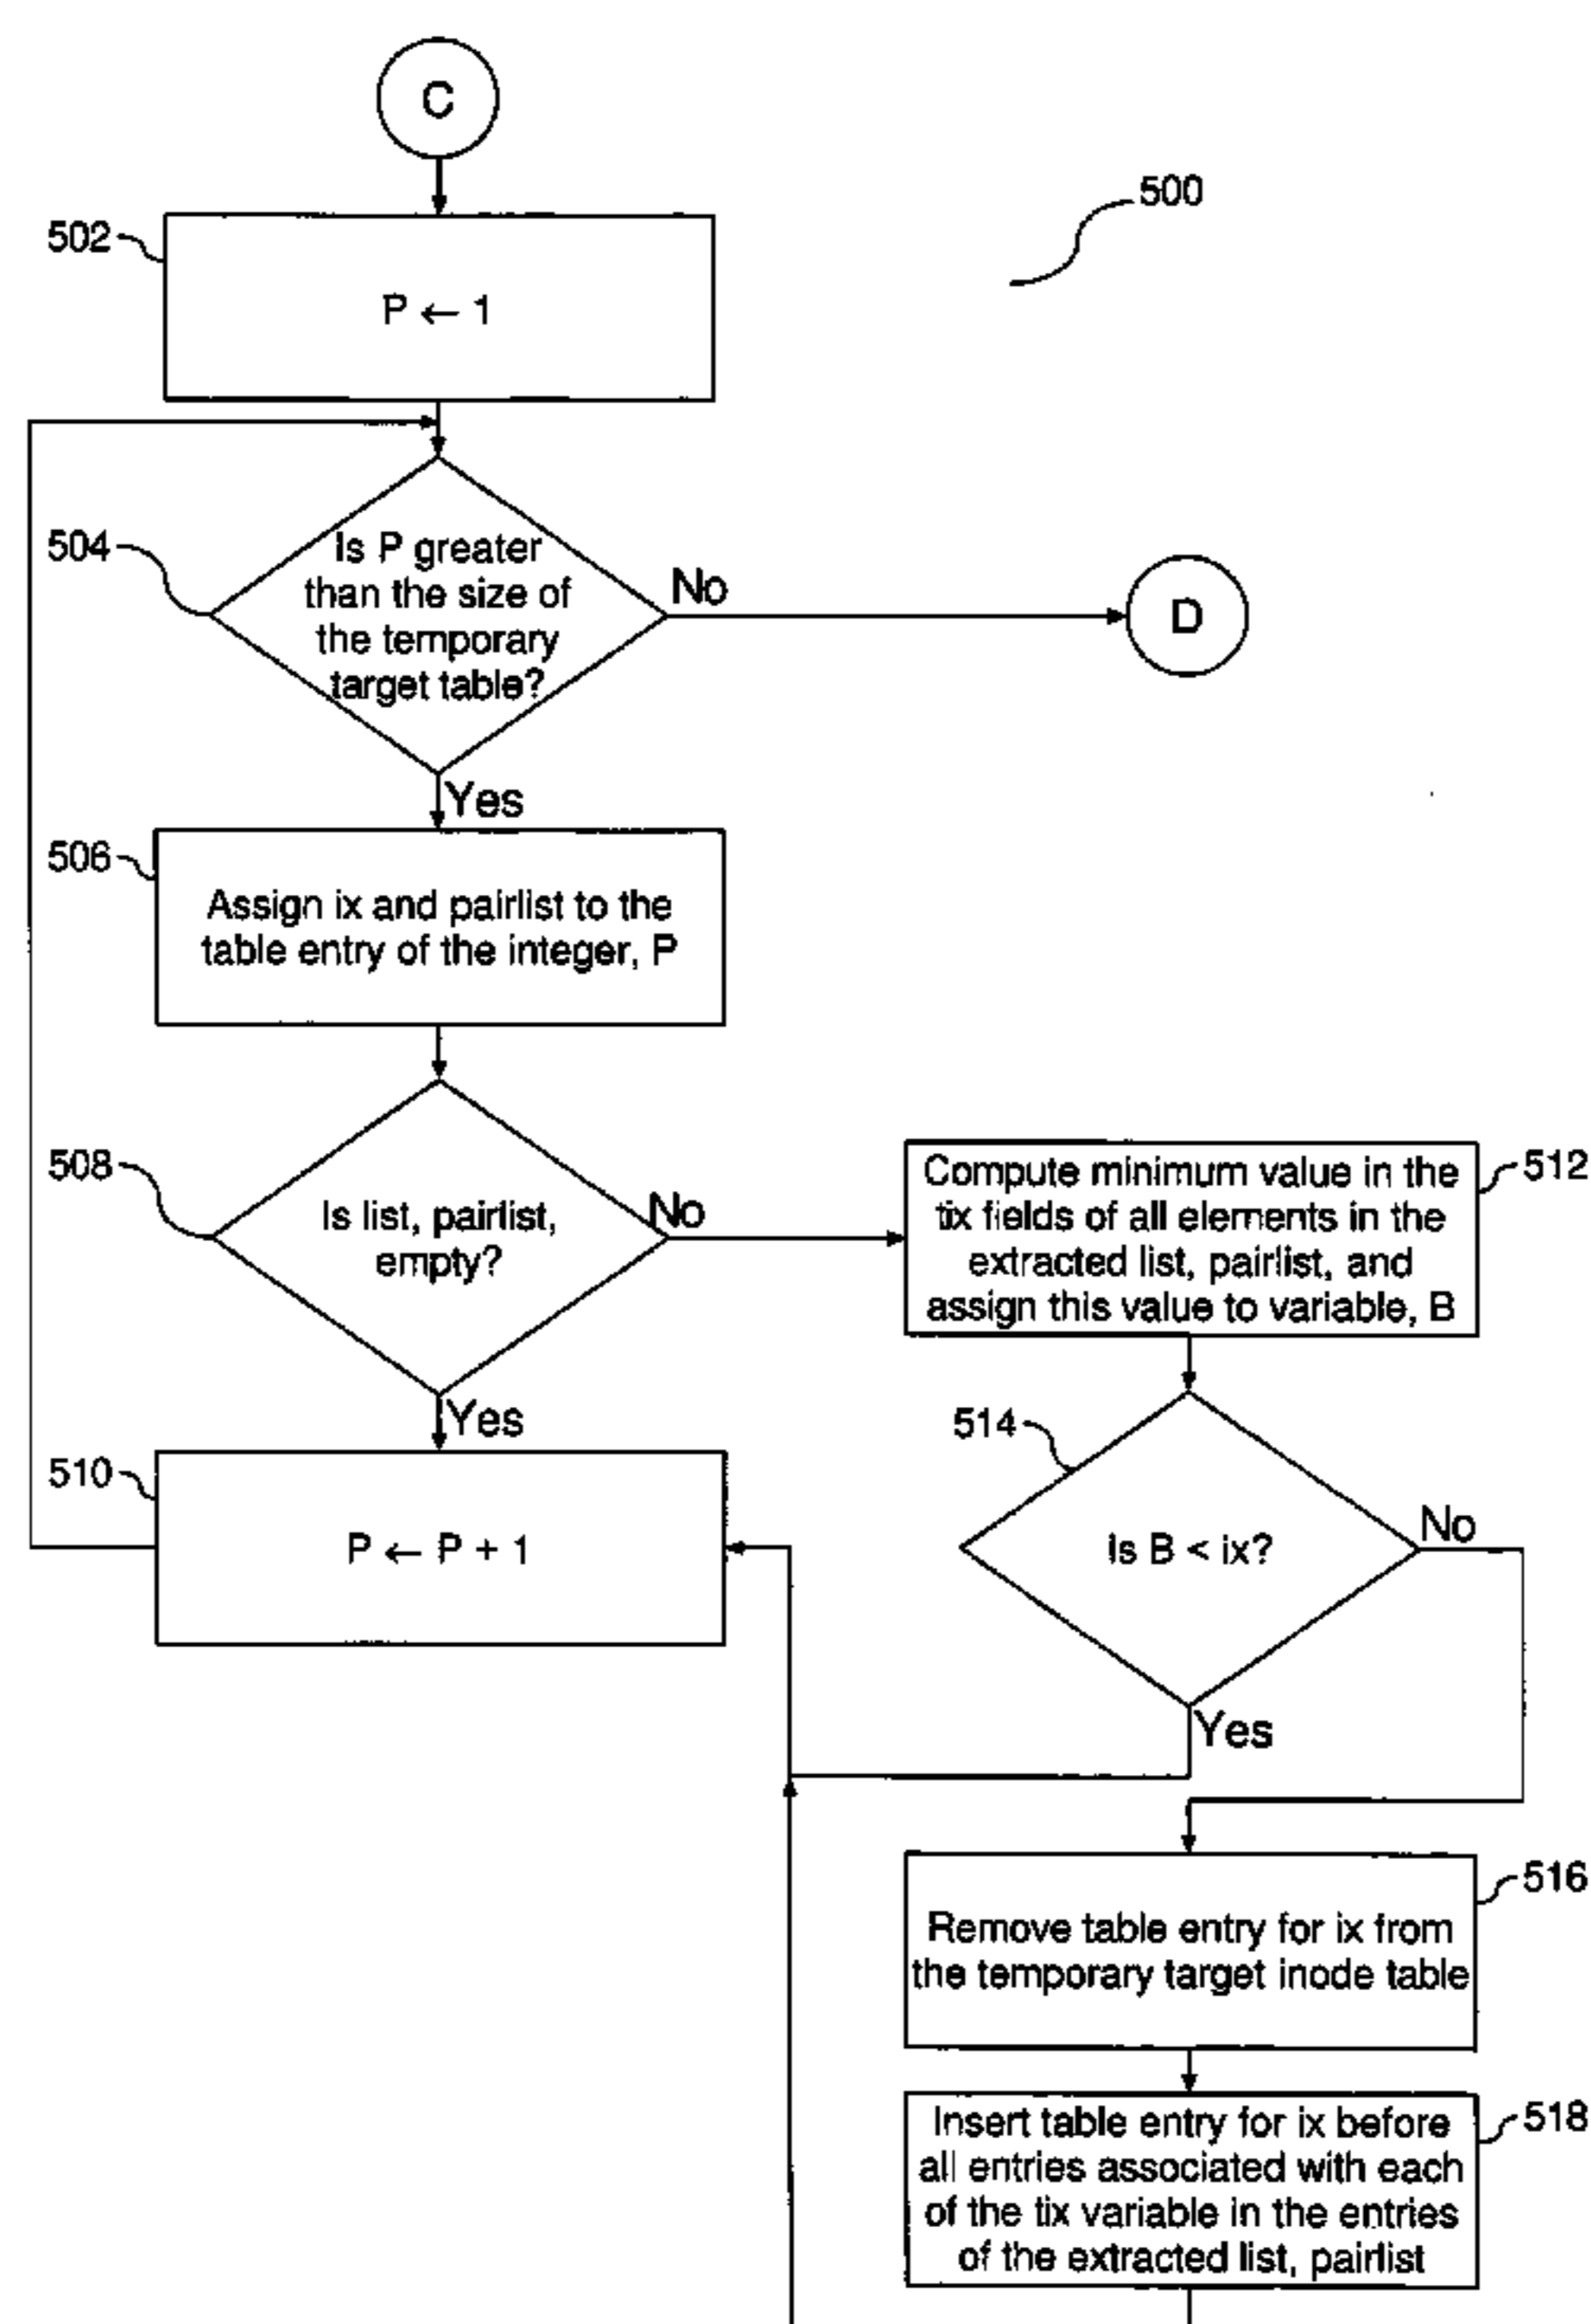 C
500
502
P ← 1
504
Is P greater
than the size of
the temporary
target table?
No
D
Yes
506
Assign ix and pairlist to the
table entry of the integer, P
508
Is list, pairlist,
empty?
No
512
Compute minimum value in the
tix fields of all elements in the
extracted list, pairlist, and
assign this value to variable, B
Yes
514
510
P ← P + 1
Is B < ix?
No
Yes
516
Remove table entry for ix from
the temporary target inode table
518
Insert table entry for ix before
all entries associated with each
of the tix variable in the entries
of the extracted list, pairlist